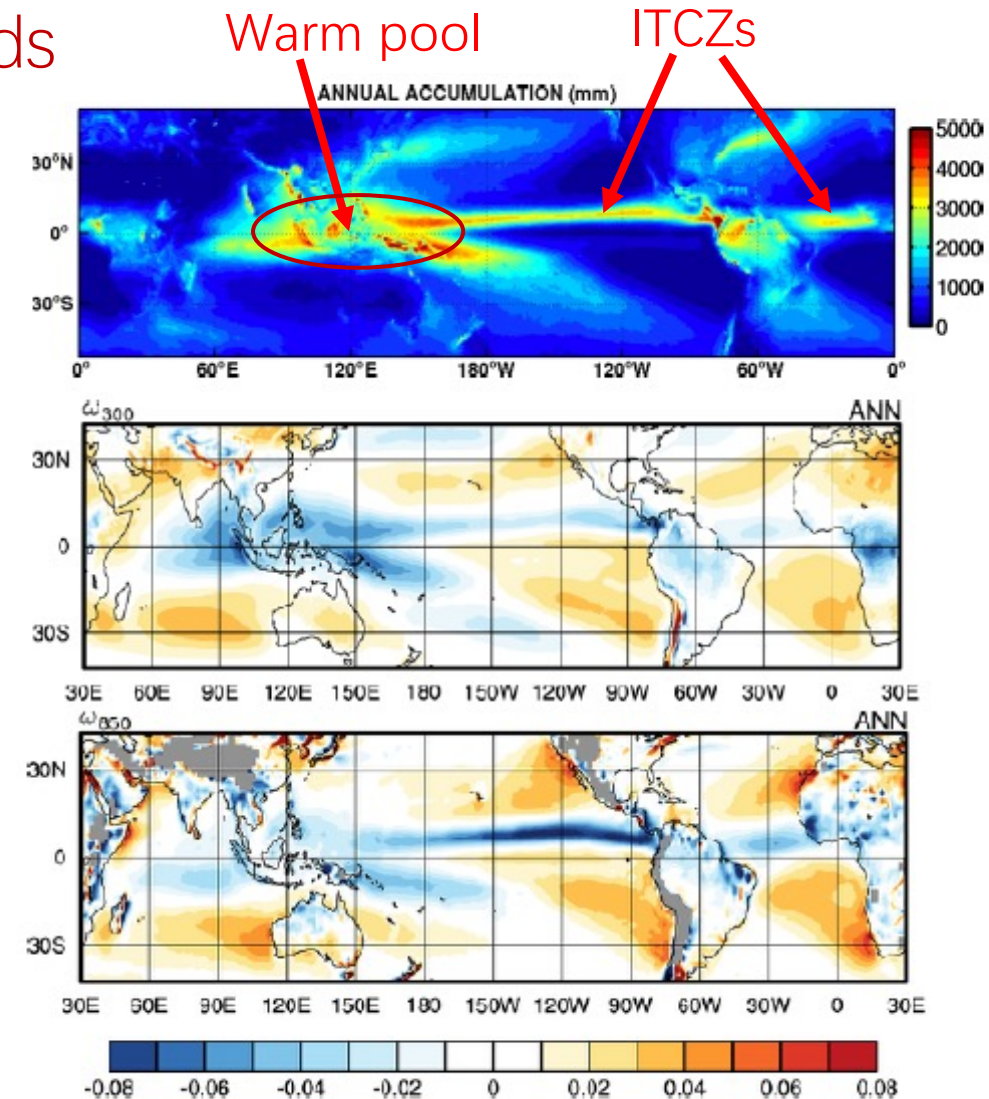 ds
Warm pool
ITCZs
ANNUAL ACCUMULATION (mm)
30°N
0°
30°S
0°
60°E
120°E
180°W
120°W
60°W
0°
5000
4000
3000
2000
1000
0
ω300
ANN
30N
0
30S
30E
60E
90E
120E
150E
180
150W
120W
90W
60W
30W
0
30E
ω850
ANN
30N
0
30S
30E
60E
90E
120E
150E
180
150W
120W
90W
60W
30W
0
30E
-0.08
-0.06
-0.04
-0.02
0
0.02
0.04
0.06
0.08